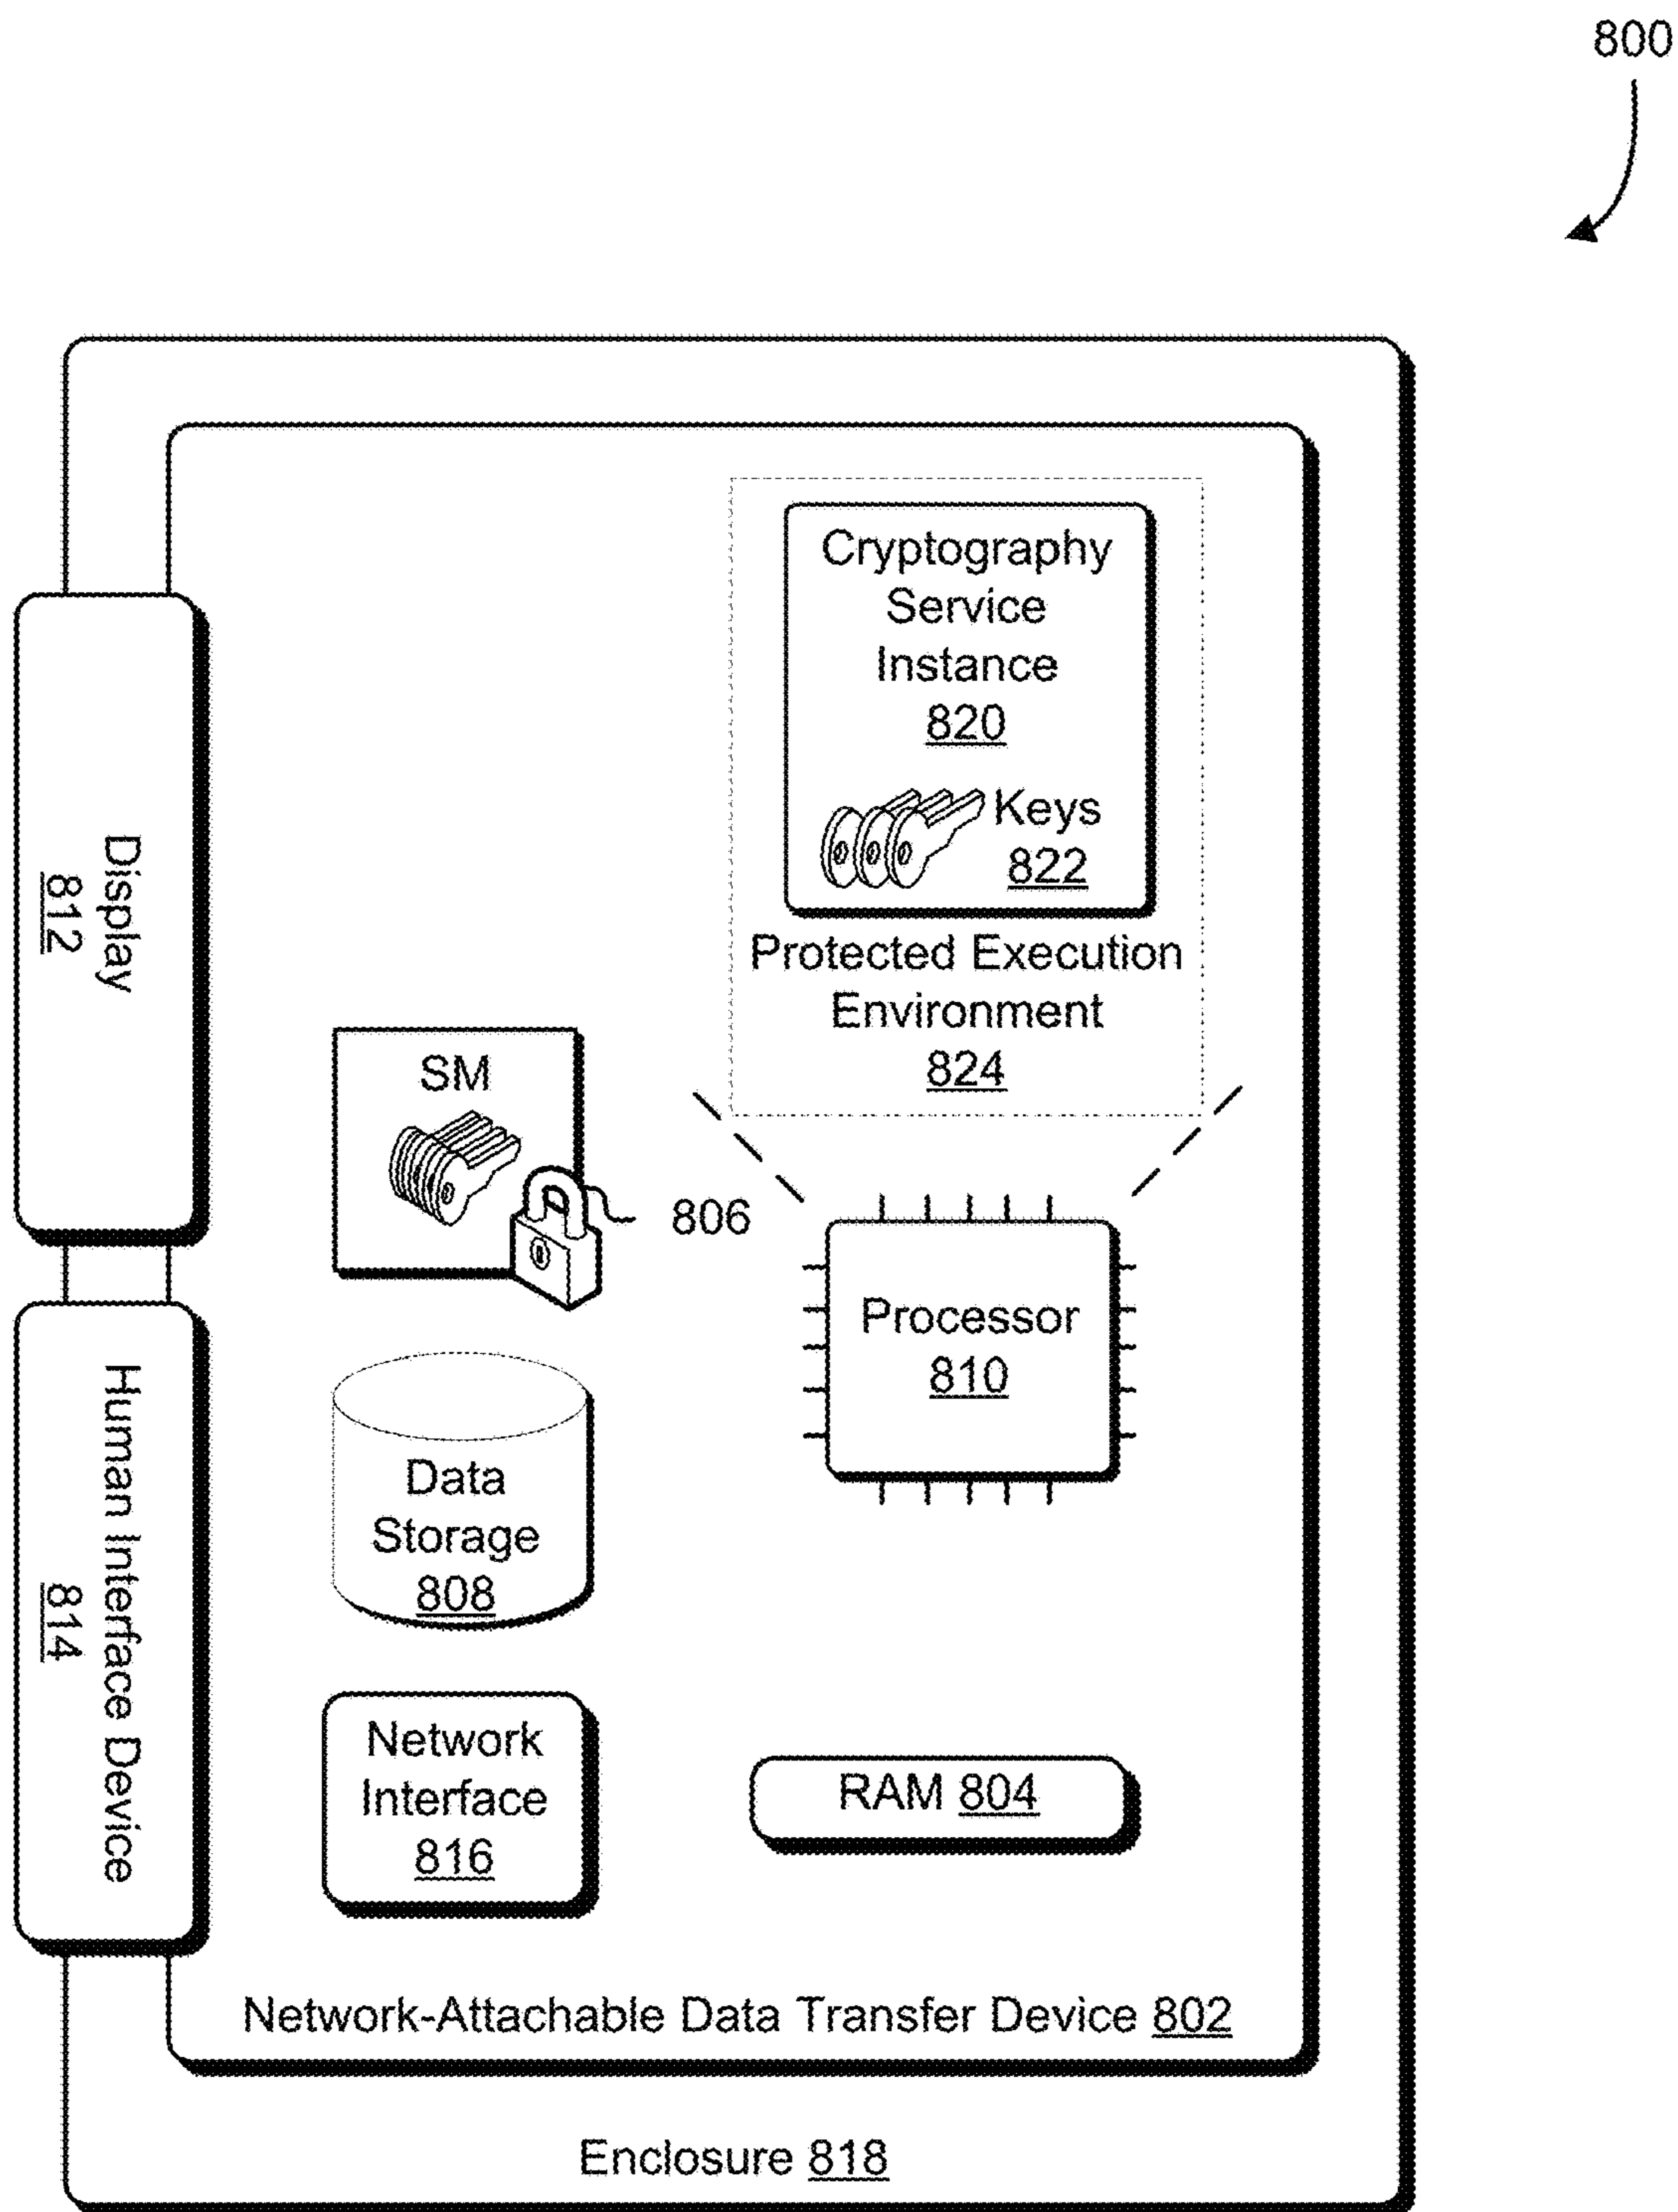 800
Cryptography
Service
Instance
820
Keys
822
Protected Execution
Environment
824
Display
812
SM
806
Processor
810
Human Interface Device
814
Data
Storage
808
Network
Interface
816
RAM 804
Network-Attachable Data Transfer Device 802
Enclosure 818